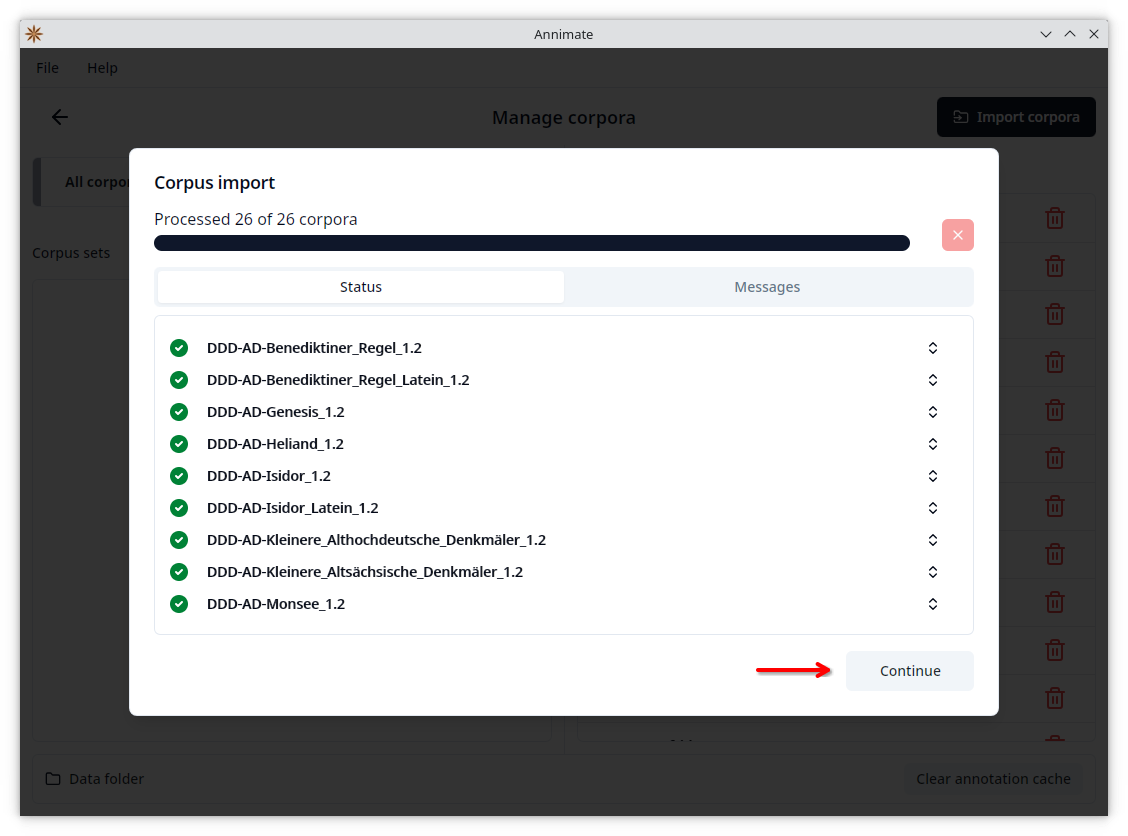 Annimate
File Help
Manage corpora
Import corpora
All corpor
Corpus import
Processed 26 of 26 corpora
Corpus sets
Status Messages
DDD-AD-Benediktiner_Regel_1.2
DDD-AD-Benediktiner_Regel_Latein_1.2
DDD-AD-Genesis_1.2
DDD-AD-Heliand_1.2
DDD-AD-Isidor_1.2
DDD-AD-Isidor_Latein_1.2
DDD-AD-Kleinere_Althochdeutsche_Denkmäler_1.2
DDD-AD-Kleinere_Altsächsische_Denkmäler_1.2
DDD-AD-Monsee_1.2
Continue
Data folder
Clear annotation cache